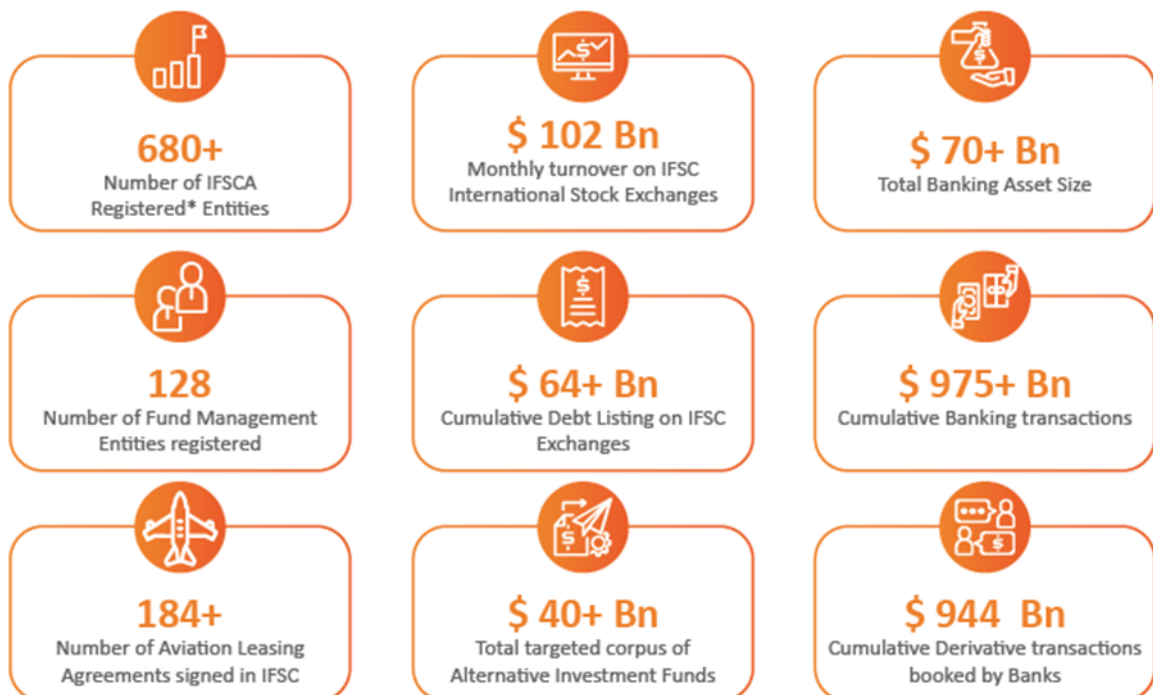 680+
Number of IFSCA
Registered* Entities
$ 102 Bn
Monthly turnover on IFSC
International Stock Exchanges
$ 70+ Bn
Total Banking Asset Size
128
Number of Fund Management
Entities registered
$ 64+ Bn
Cumulative Debt Listing on IFSC
Exchanges
$ 975+ Bn
Cumulative Banking transactions
184+
Number of Aviation Leasing
Agreements signed in IFSC
$ 40+ Bn
Total targeted corpus of
Alternative Investment Funds
$ 944 Bn
Cumulative Derivative transactions
booked by Banks